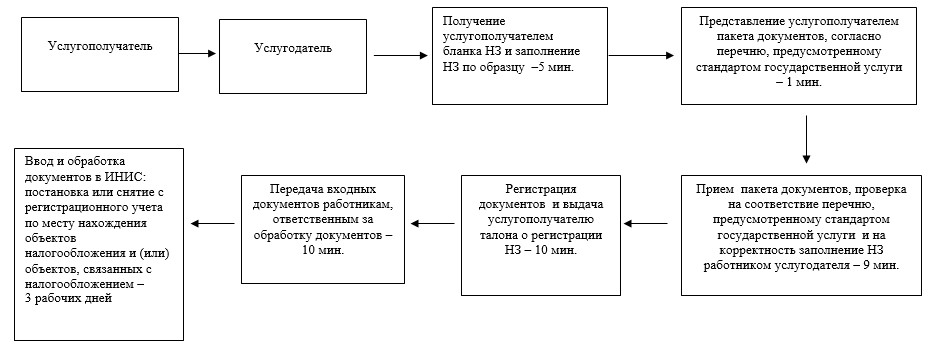 Услугополучатель
Услугодатель
Получение
услугополучателем
бланка НЗ и заполнение
НЗ по образцу –5 мин.
Представление услугополучателем
пакета документов, согласно
перечню, предусмотренному
стандартом государственной услуги
– 1 мин.
Прием пакета документов, проверка
на соответствие перечню,
предусмотренному стандартом
государственной услуги и на
корректность заполнение НЗ
работником услугодателя – 9 мин.
Регистрация
документов и выдача
услугополучателю
талона о регистрации
НЗ – 10 мин.
Передача входных
документов работникам,
ответственным за
обработку документов –
10 мин.
Ввод и обработка
документов в ИНИС:
постановка или снятие с
регистрационного учета
по месту нахождения
объектов
налогообложения и (или)
объектов, связанных с
налогообложением –
3 рабочих дней